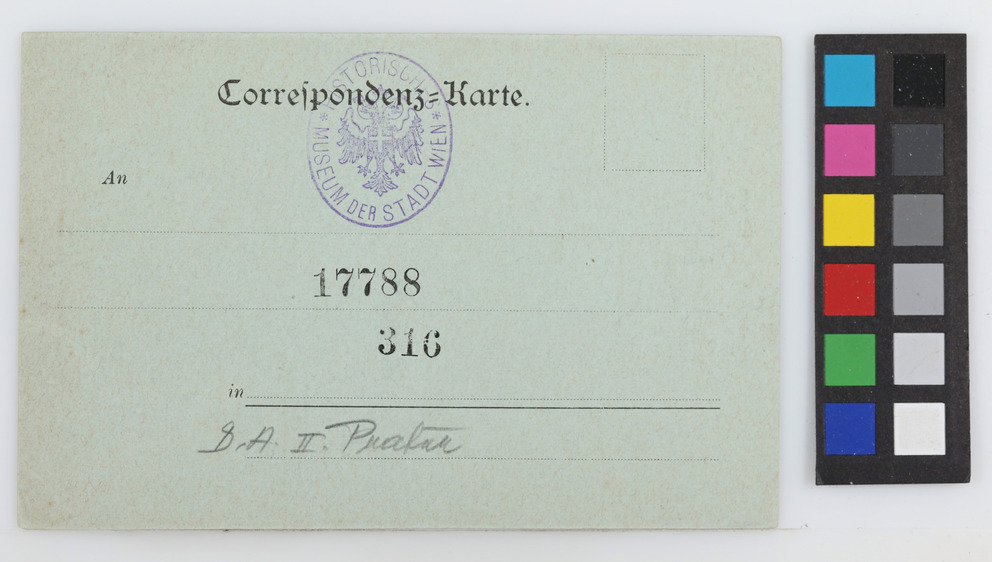 Correspondenz-Karte.
HISTORISCHES * MUSEUM DER STADT WIEN *
An
17788
316
in
D.A. II. Prater